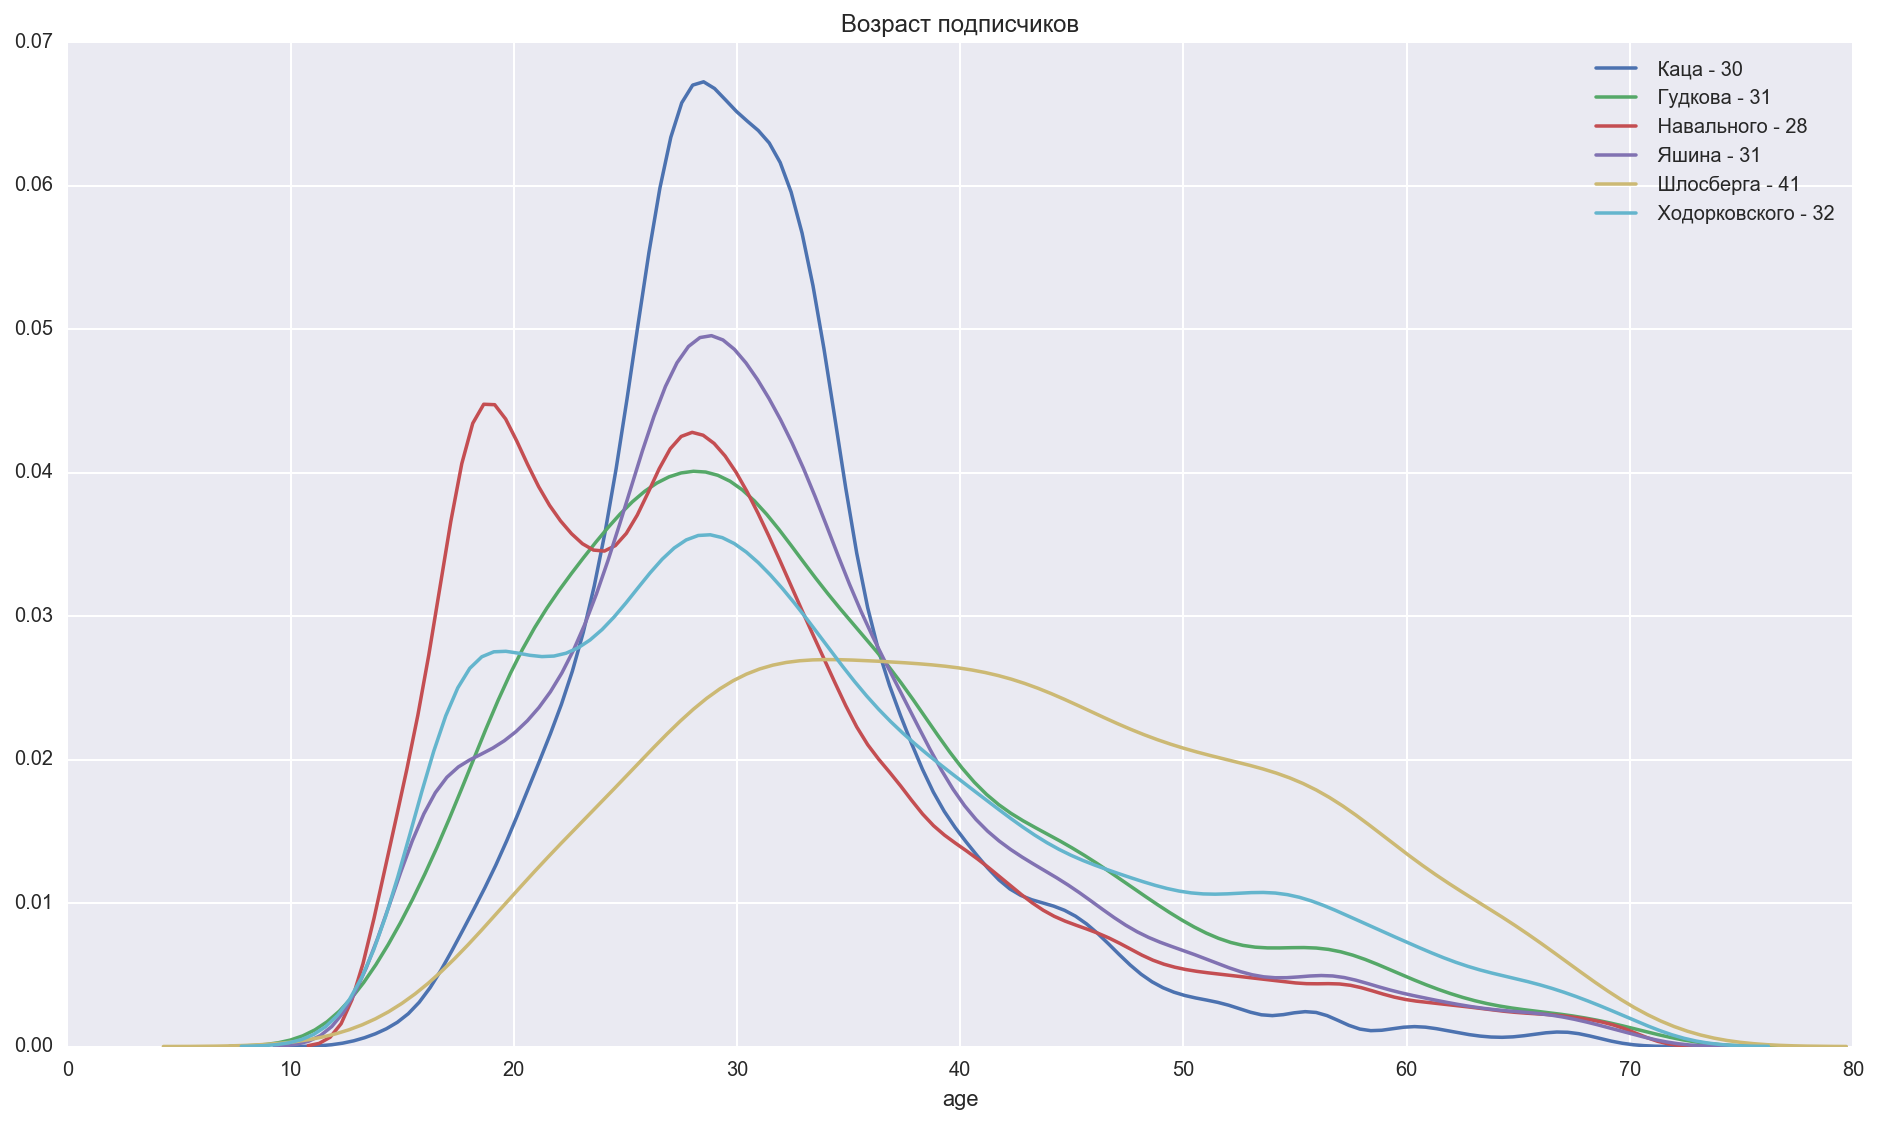 Возраст подписчиков
0.07
0.06
0.05
0.04
0.03
0.02
0.01
0.00
Каца - 30
Гудкова - 31
Навального - 28
Яшина - 31
Шлосберга - 41
Ходорковского - 32
0 10 20 30 40 50 60 70 80
age